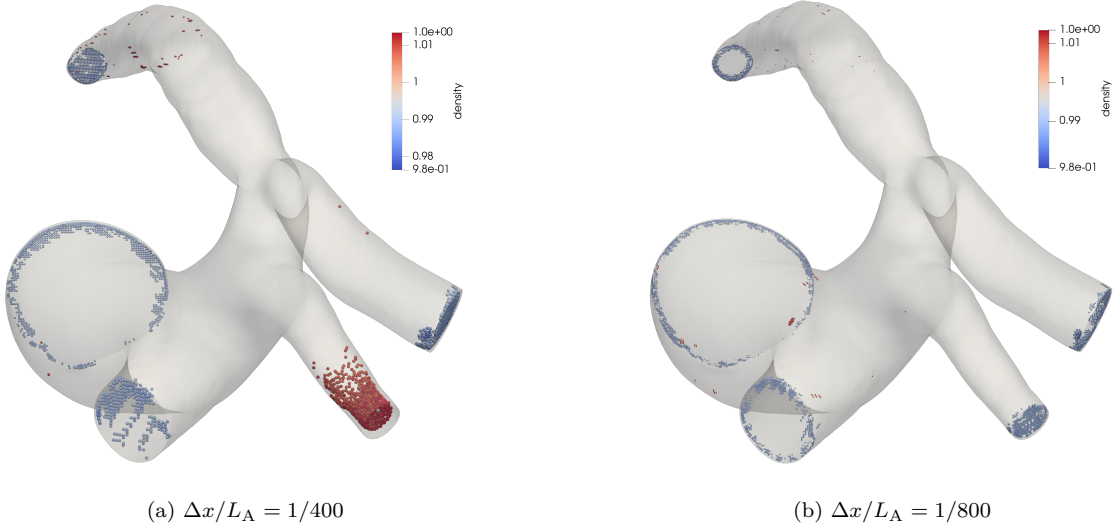 1.0e+00
1.01
1
0.99
0.98
9.8e-01
density
1.0e+00
1.01
1
0.99
9.8e-01
density
(a) Δx/L_A = 1/400
(b) Δx/L_A = 1/800